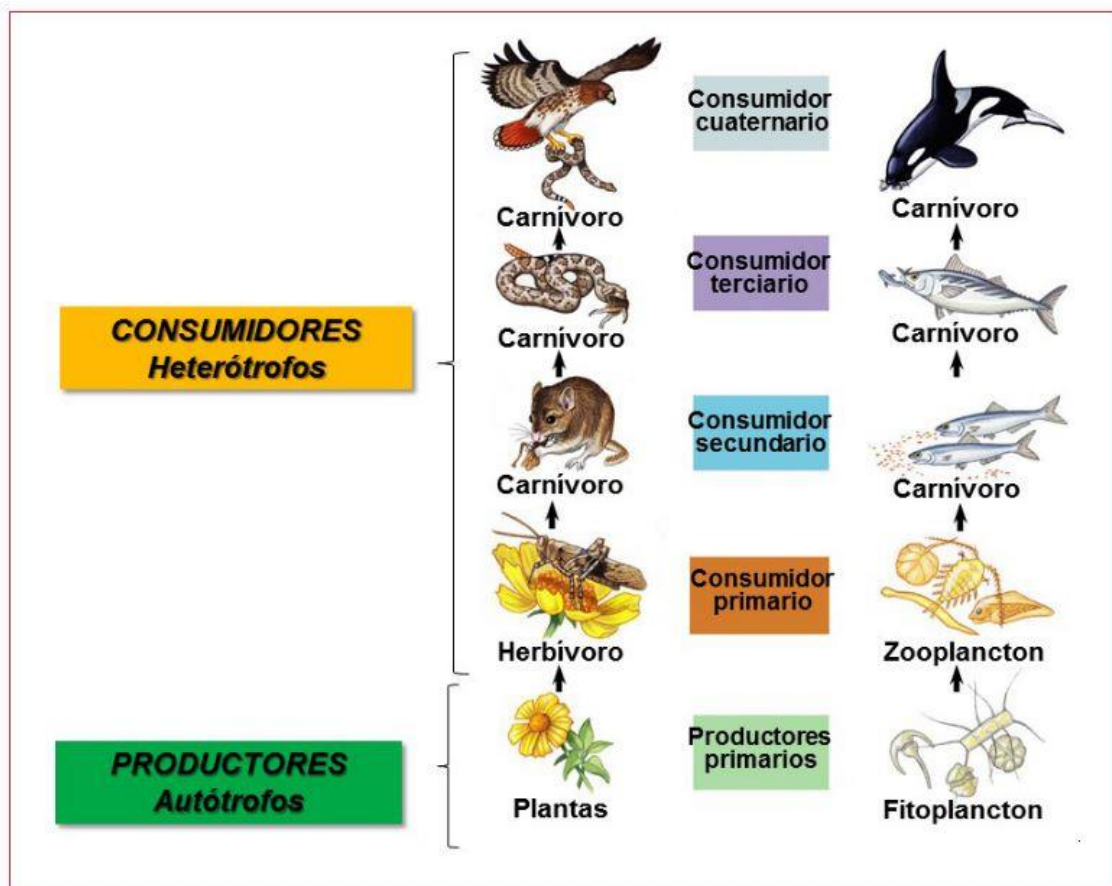 Consumidor
cuaternario
Carnívoro
Carnívoro
Consumidor
terciario
CONSUMIDORES
Heterótrofos
Carnívoro
Carnívoro
Consumidor
secundario
Carnívoro
Carnívoro
Consumidor
primario
Herbívoro
Zooplancton
PRODUCTORES
Autótrofos
Productores
primarios
Plantas
Fitoplancton